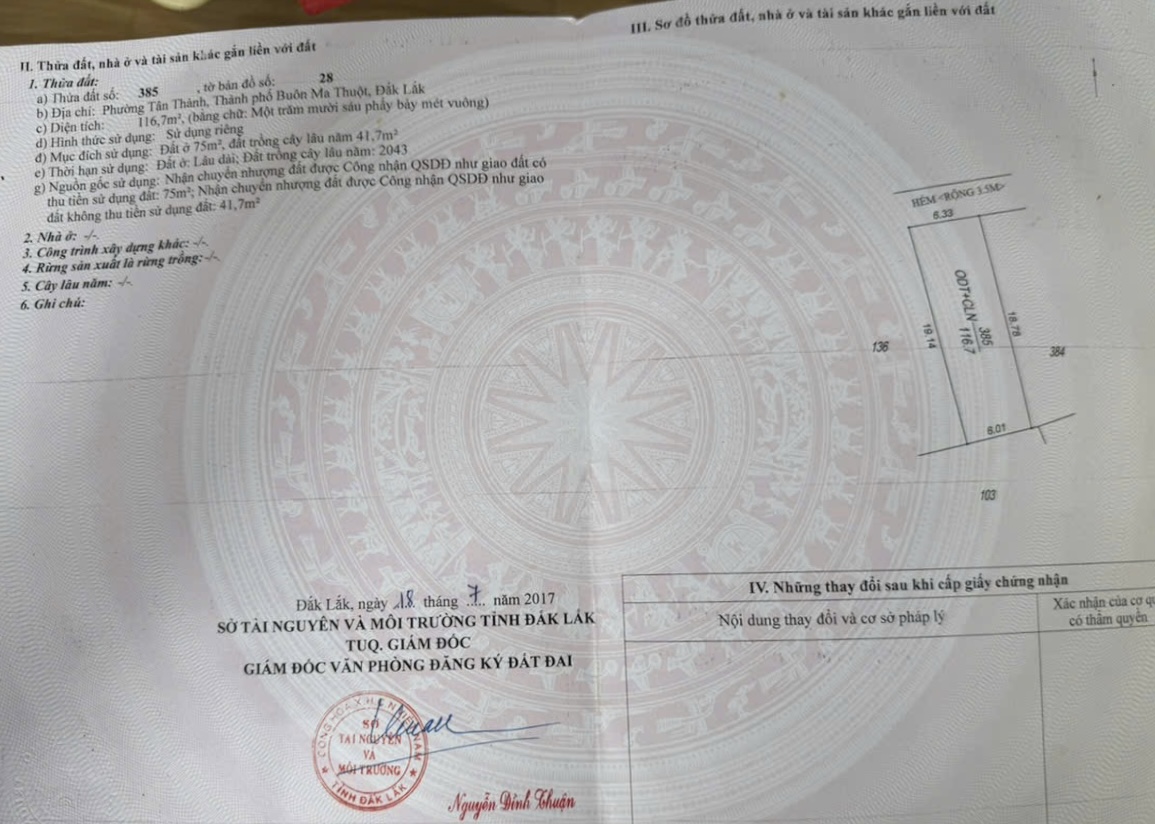 II. Thửa đất, nhà ở và tài sản khác gắn liền với đất
1. Thửa đất:
a) Thửa đất số: 385 , tờ bản đồ số: 28
b) Địa chỉ: Phường Tân Thành, Thành phố Buôn Ma Thuột, Đắk Lắk
c) Diện tích: 116,7m², (bằng chữ: Một trăm mười sáu phẩy bảy mét vuông)
d) Hình thức sử dụng: Sử dụng riêng
đ) Mục đích sử dụng: Đất ở 75m², đất trồng cây lâu năm 41,7m²
e) Thời hạn sử dụng: Đất ở: Lâu dài; Đất trồng cây lâu năm: 2043
g) Nguồn gốc sử dụng: Nhận chuyển nhượng đất được Công nhận QSDĐ như giao đất có
thu tiền sử dụng đất: 75m²; Nhận chuyển nhượng đất được Công nhận QSDĐ như giao
đất không thu tiền sử dụng đất: 41,7m²
2. Nhà ở: -/-.
3. Công trình xây dựng khác: -/-.
4. Rừng sản xuất là rừng trồng: -/-.
5. Cây lâu năm: -/-.
6. Ghi chú:
Đắk Lắk, ngày 18 tháng 7 năm 2017
SỞ TÀI NGUYÊN VÀ MÔI TRƯỜNG TỈNH ĐẮK LẮK
TUQ. GIÁM ĐỐC
GIÁM ĐỐC VĂN PHÒNG ĐĂNG KÝ ĐẤT ĐAI
SỞ
TÀI NGUYÊN
VÀ
MÔI TRƯỜNG
TỈNH ĐẮK LẮK
Nguyễn Đình Thuận
III. Sơ đồ thửa đất, nhà ở và tài sản khác gắn liền với đất
HẺM <RỘNG 3.5M>
6.33
ODT+CLN 385
116.7
19.14
18.78
136
384
6.01
103
IV. Những thay đổi sau khi cấp giấy chứng nhận
Nội dung thay đổi và cơ sở pháp lý
Xác nhận của cơ qu
có thẩm quyền